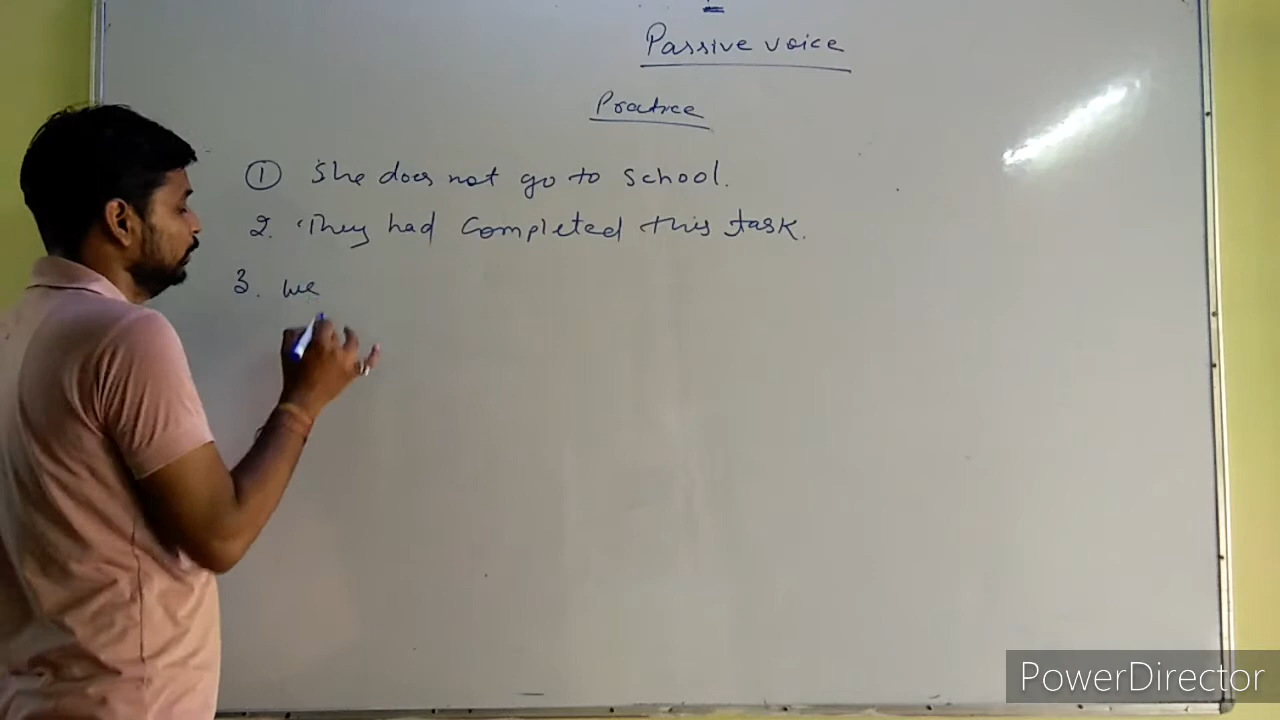 Passive voice
Practice
① She does not go to school.
2. They had completed this task.
3. we
PowerDirector